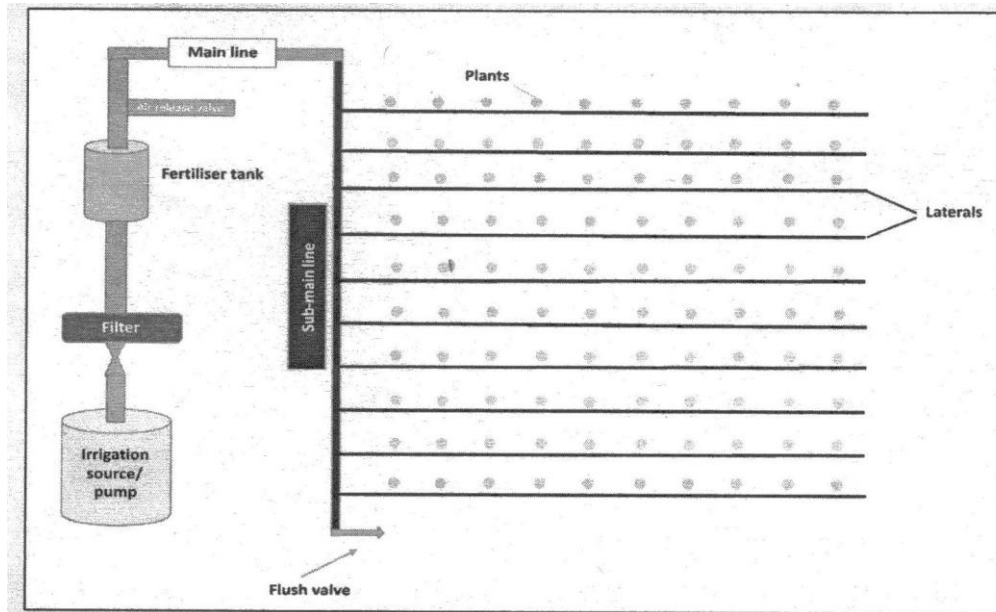 Main line
Plants
Air release valve
Fertiliser tank
Laterals
Sub-main line
Filter
Irrigation
source/
pump
Flush valve